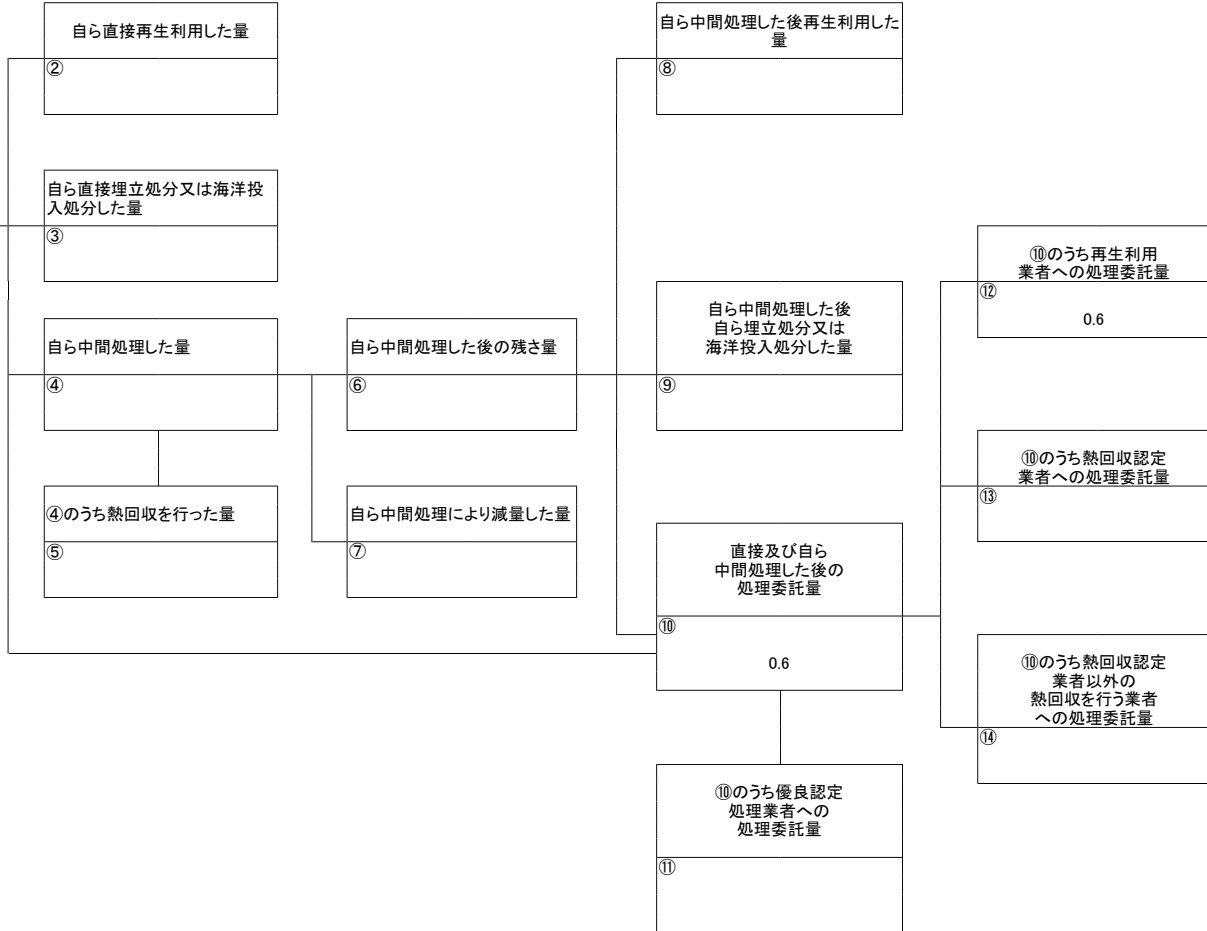 自ら直接再生利用した量
②
自ら直接埋立処分又は海洋投
入処分した量
③
自ら中間処理した量
④
④のうち熱回収を行った量
⑤
自ら中間処理した後の残さ量
⑥
自ら中間処理により減量した量
⑦
自ら中間処理した後再生利用した
量
⑧
自ら中間処理した後
自ら埋立処分又は
海洋投入処分した量
⑨
直接及び自ら
中間処理した後の
処理委託量
⑩
0.6
⑩のうち優良認定
処理業者への
処理委託量
⑪
⑩のうち再生利用
業者への処理委託量
⑫
0.6
⑩のうち熱回収認定
業者への処理委託量
⑬
⑩のうち熱回収認定
業者以外の
熱回収を行う業者
への処理委託量
⑭